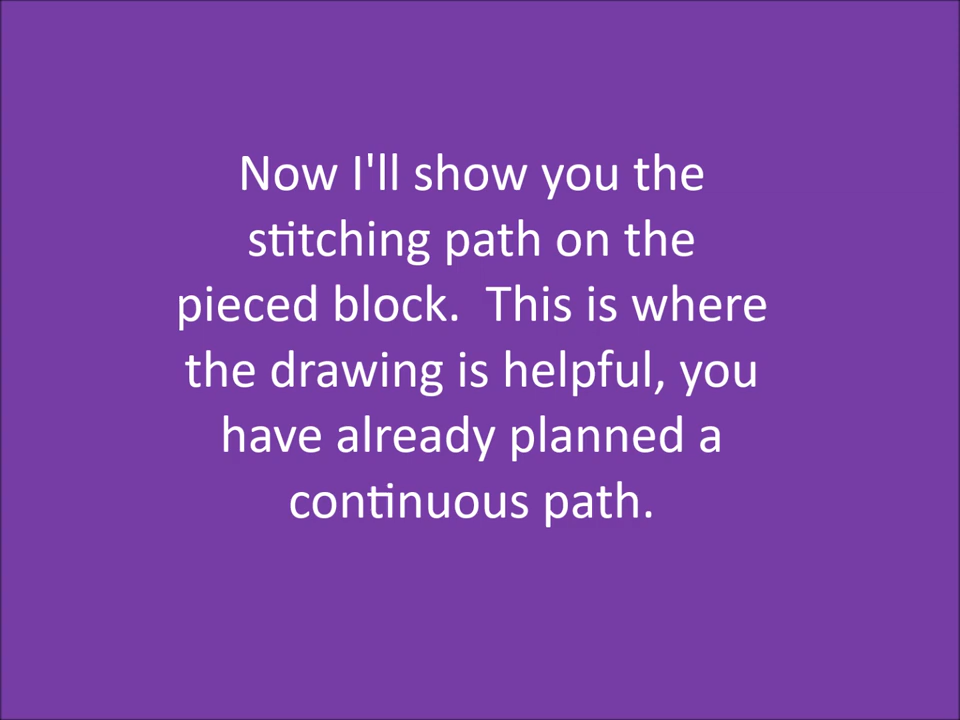 Now I'll show you the
stitching path on the
pieced block.  This is where
the drawing is helpful, you
have already planned a
continuous path.